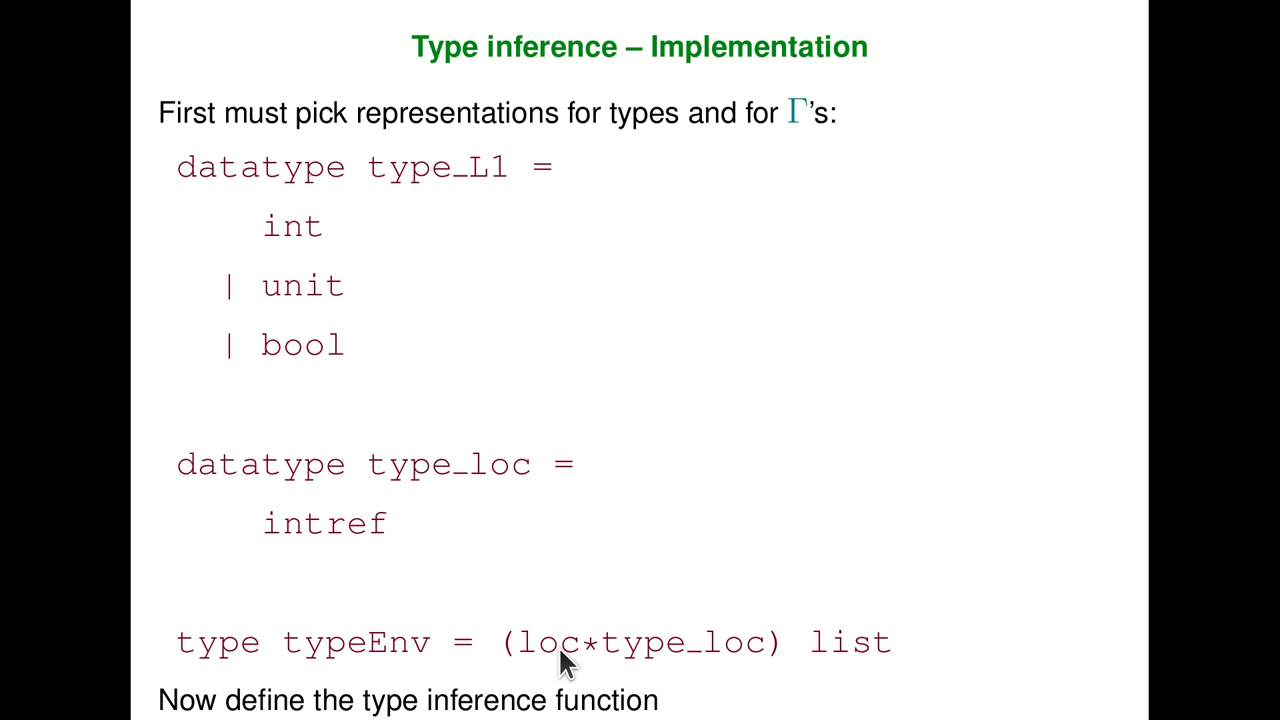 Type inference – Implementation
First must pick representations for types and for Γ's:
datatype type_L1 =
int
| unit
| bool
datatype type_loc =
intref
type typeEnv = (loc*type_loc) list
Now define the type inference function